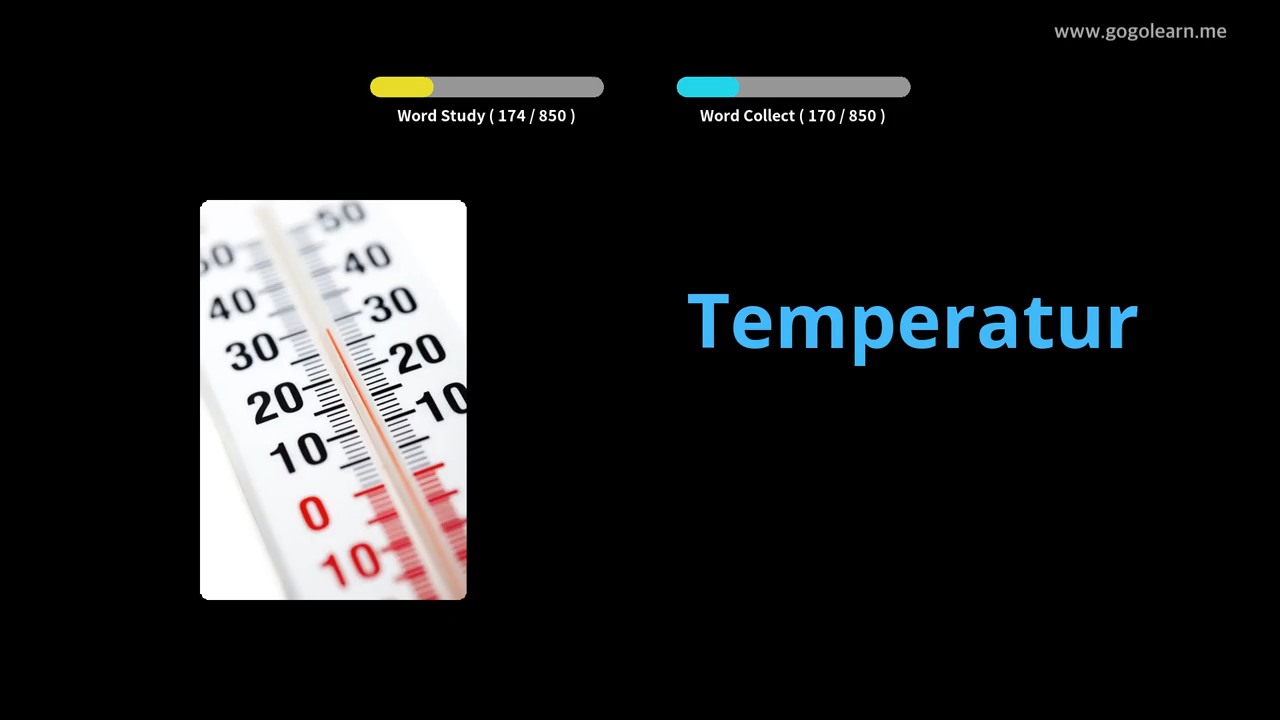 www.gogolearn.me
Word Study ( 174 / 850 )
Word Collect ( 170 / 850 )
Temperatur
50
40 40
30 30
20 20
10 10
0
10